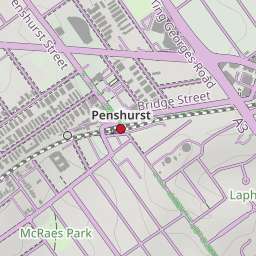 Penshurst Street
King Georges Road
Bridge Street
Penshurst
A3
McRaes Park
Laph